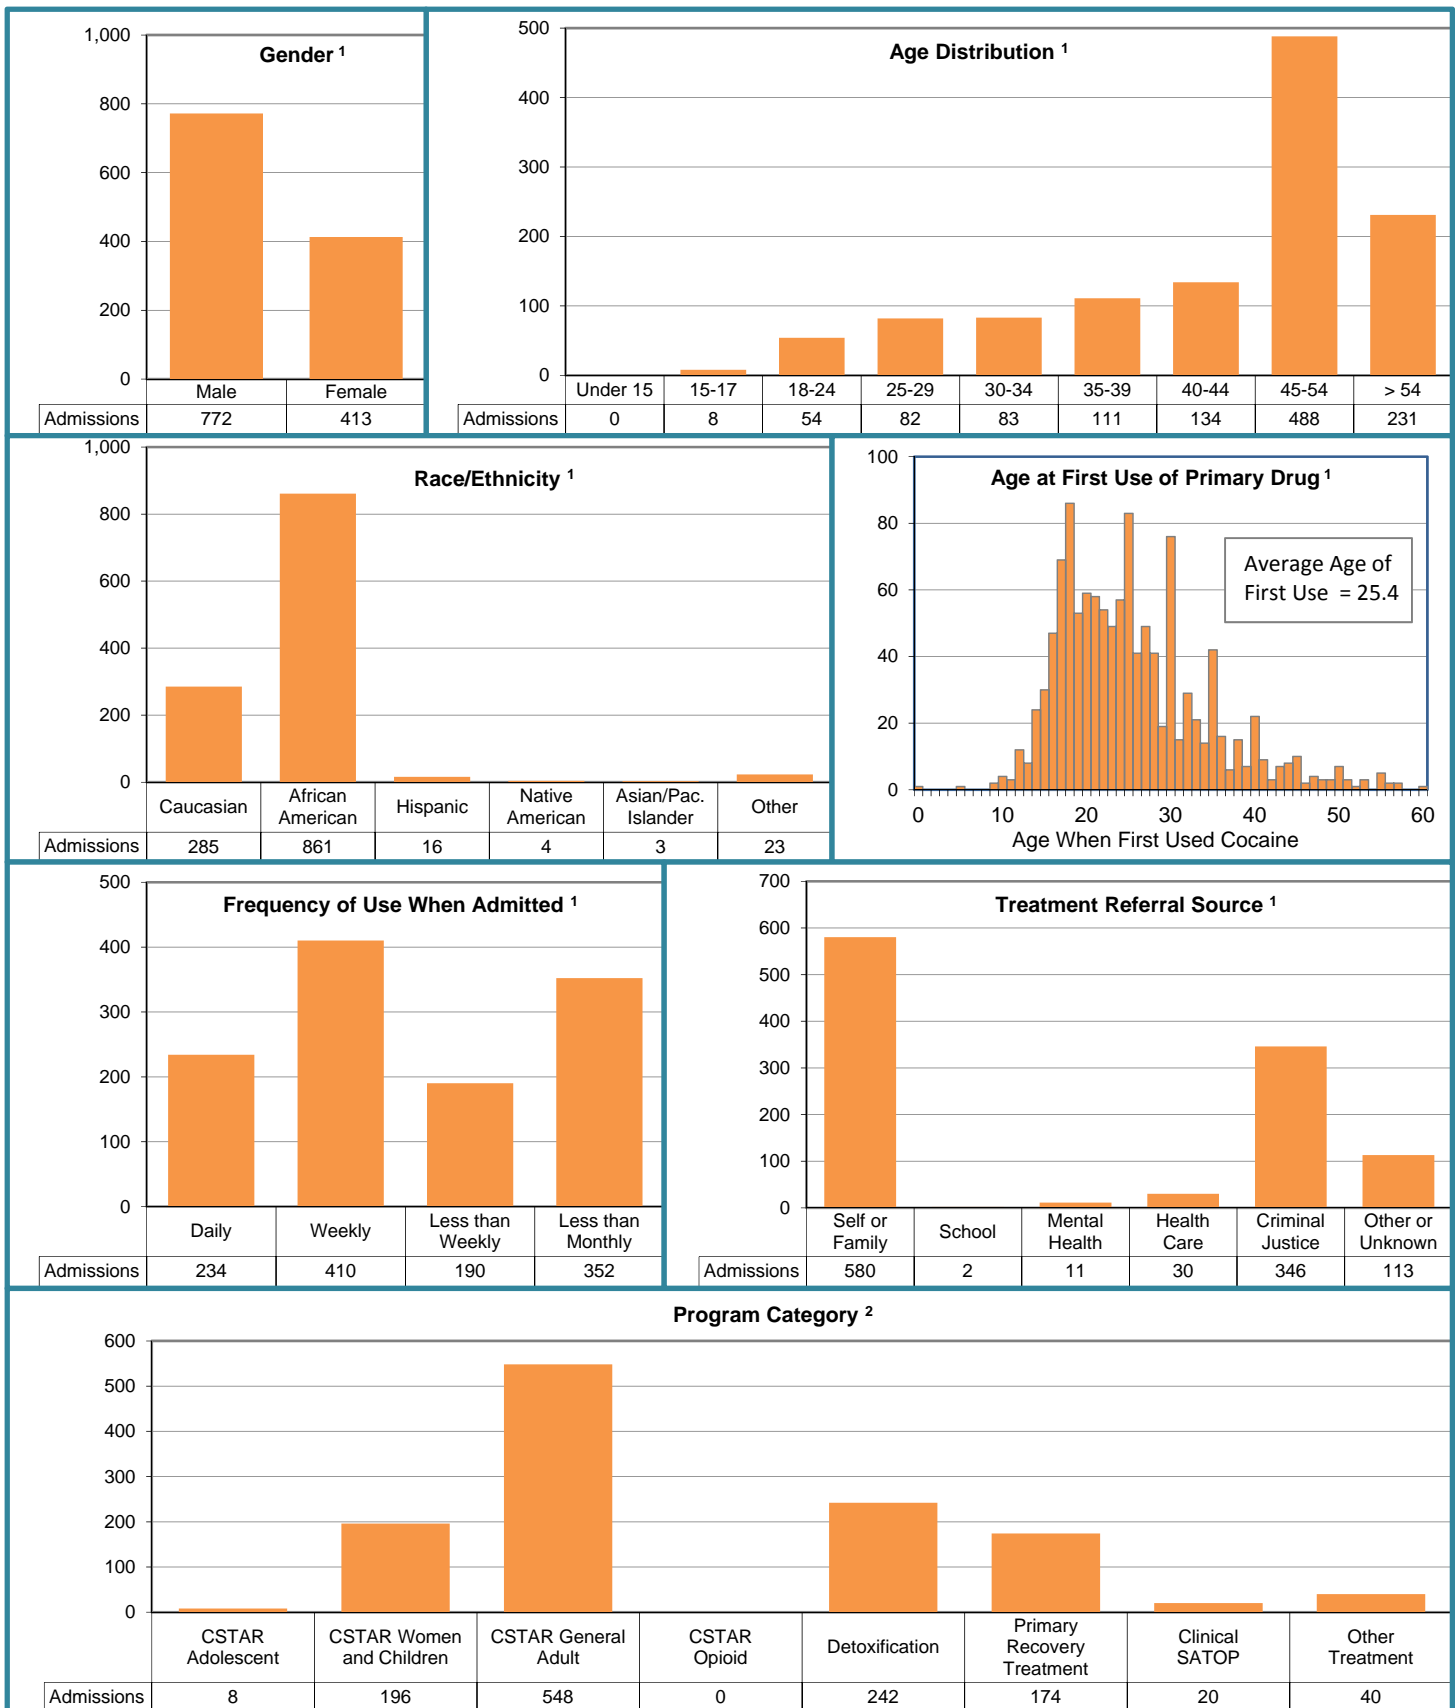 Gender 1
1,000
800
600
400
200
0
Male Female
Admissions 772 413
Age Distribution 1
500
400
300
200
100
0
Under 15 15-17 18-24 25-29 30-34 35-39 40-44 45-54 > 54
Admissions 0 8 54 82 83 111 134 488 231
Race/Ethnicity 1
1,000
800
600
400
200
0
Caucasian African American Hispanic Native American Asian/Pac. Islander Other
Admissions 285 861 16 4 3 23
Age at First Use of Primary Drug 1
100
80
60
40
20
0
Average Age of
First Use = 25.4
0 10 20 30 40 50 60
Age When First Used Cocaine
Frequency of Use When Admitted 1
500
400
300
200
100
0
Daily Weekly Less than Weekly Less than Monthly
Admissions 234 410 190 352
Treatment Referral Source 1
700
600
500
400
300
200
100
0
Self or Family School Mental Health Health Care Criminal Justice Other or Unknown
Admissions 580 2 11 30 346 113
Program Category 2
600
500
400
300
200
100
0
CSTAR Adolescent CSTAR Women and Children CSTAR General Adult CSTAR Opioid Detoxification Primary Recovery Treatment Clinical SATOP Other Treatment
Admissions 8 196 548 0 242 174 20 40